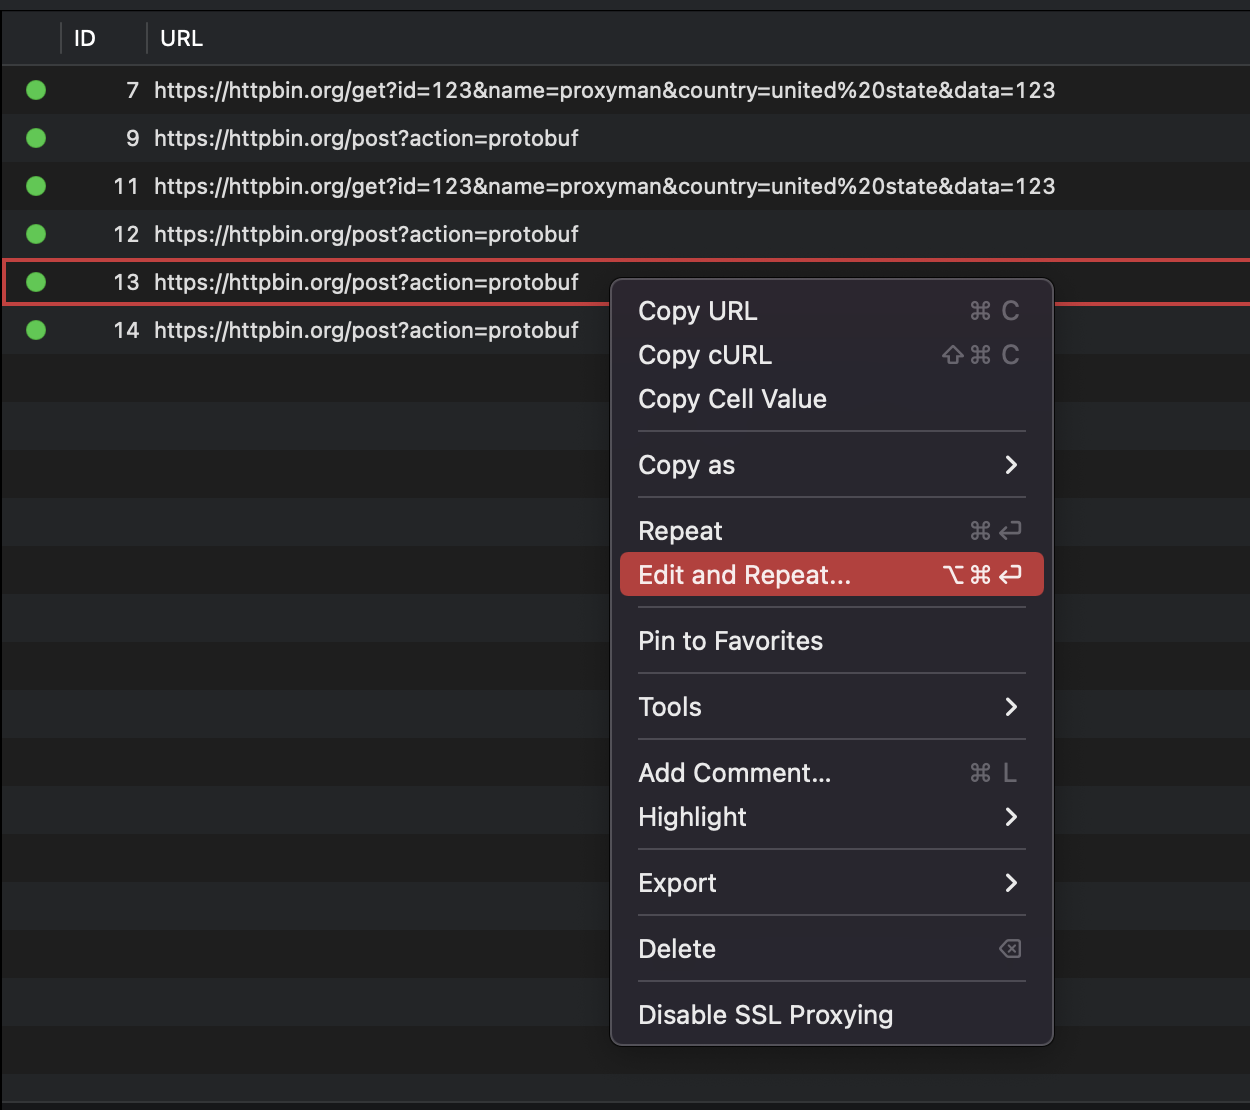 ID URL
7 https://httpbin.org/get?id=123&name=proxyman&country=united%20state&data=123
9 https://httpbin.org/post?action=protobuf
11 https://httpbin.org/get?id=123&name=proxyman&country=united%20state&data=123
12 https://httpbin.org/post?action=protobuf
13 https://httpbin.org/post?action=protobuf
14 https://httpbin.org/post?action=protobuf
Copy URL ⌘ C
Copy cURL ⇧⌘ C
Copy Cell Value
Copy as
Repeat ⌘ ↩
Edit and Repeat... ⌥⌘ ↩
Pin to Favorites
Tools
Add Comment... ⌘ L
Highlight
Export
Delete ⌫
Disable SSL Proxying